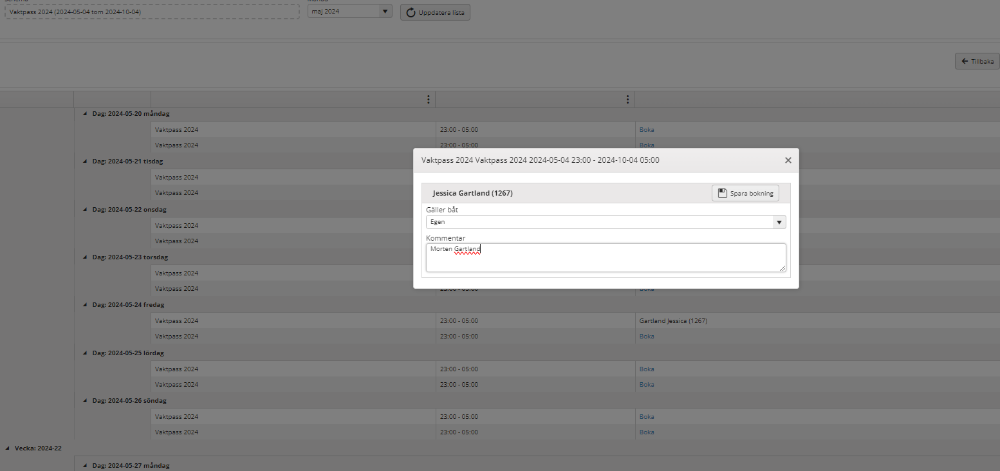 Schema
Månad
Vaktpass 2024 (2024-05-04 tom 2024-10-04)
maj 2024
Uppdatera lista
Tillbaka
Dag: 2024-05-20 måndag
Vaktpass 2024 23:00 - 05:00 Boka
Vaktpass 2024 23:00 - 05:00 Boka
Dag: 2024-05-21 tisdag
Vaktpass 2024
Vaktpass 2024
Dag: 2024-05-22 onsdag
Vaktpass 2024
Vaktpass 2024
Dag: 2024-05-23 torsdag
Vaktpass 2024
Vaktpass 2024 23:00 - 05:00 Boka
Dag: 2024-05-24 fredag
Vaktpass 2024 23:00 - 05:00 Gartland Jessica (1267)
Vaktpass 2024 23:00 - 05:00 Boka
Dag: 2024-05-25 lördag
Vaktpass 2024 23:00 - 05:00 Boka
Vaktpass 2024 23:00 - 05:00 Boka
Dag: 2024-05-26 söndag
Vaktpass 2024 23:00 - 05:00 Boka
Vaktpass 2024 23:00 - 05:00 Boka
Vecka: 2024-22
Dag: 2024-05-27 måndag
Vaktpass 2024 Vaktpass 2024 2024-05-04 23:00 - 2024-10-04 05:00
Jessica Gartland (1267)
Spara bokning
Gäller båt
Egen
Kommentar
Morten Gartland